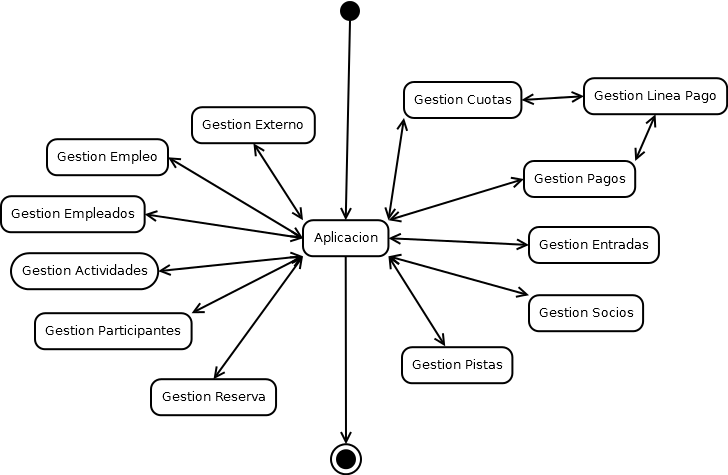 Gestion Cuotas
Gestion Linea Pago
Gestion Externo
Gestion Empleo
Gestion Pagos
Gestion Empleados
Aplicacion
Gestion Entradas
Gestion Actividades
Gestion Socios
Gestion Participantes
Gestion Pistas
Gestion Reserva